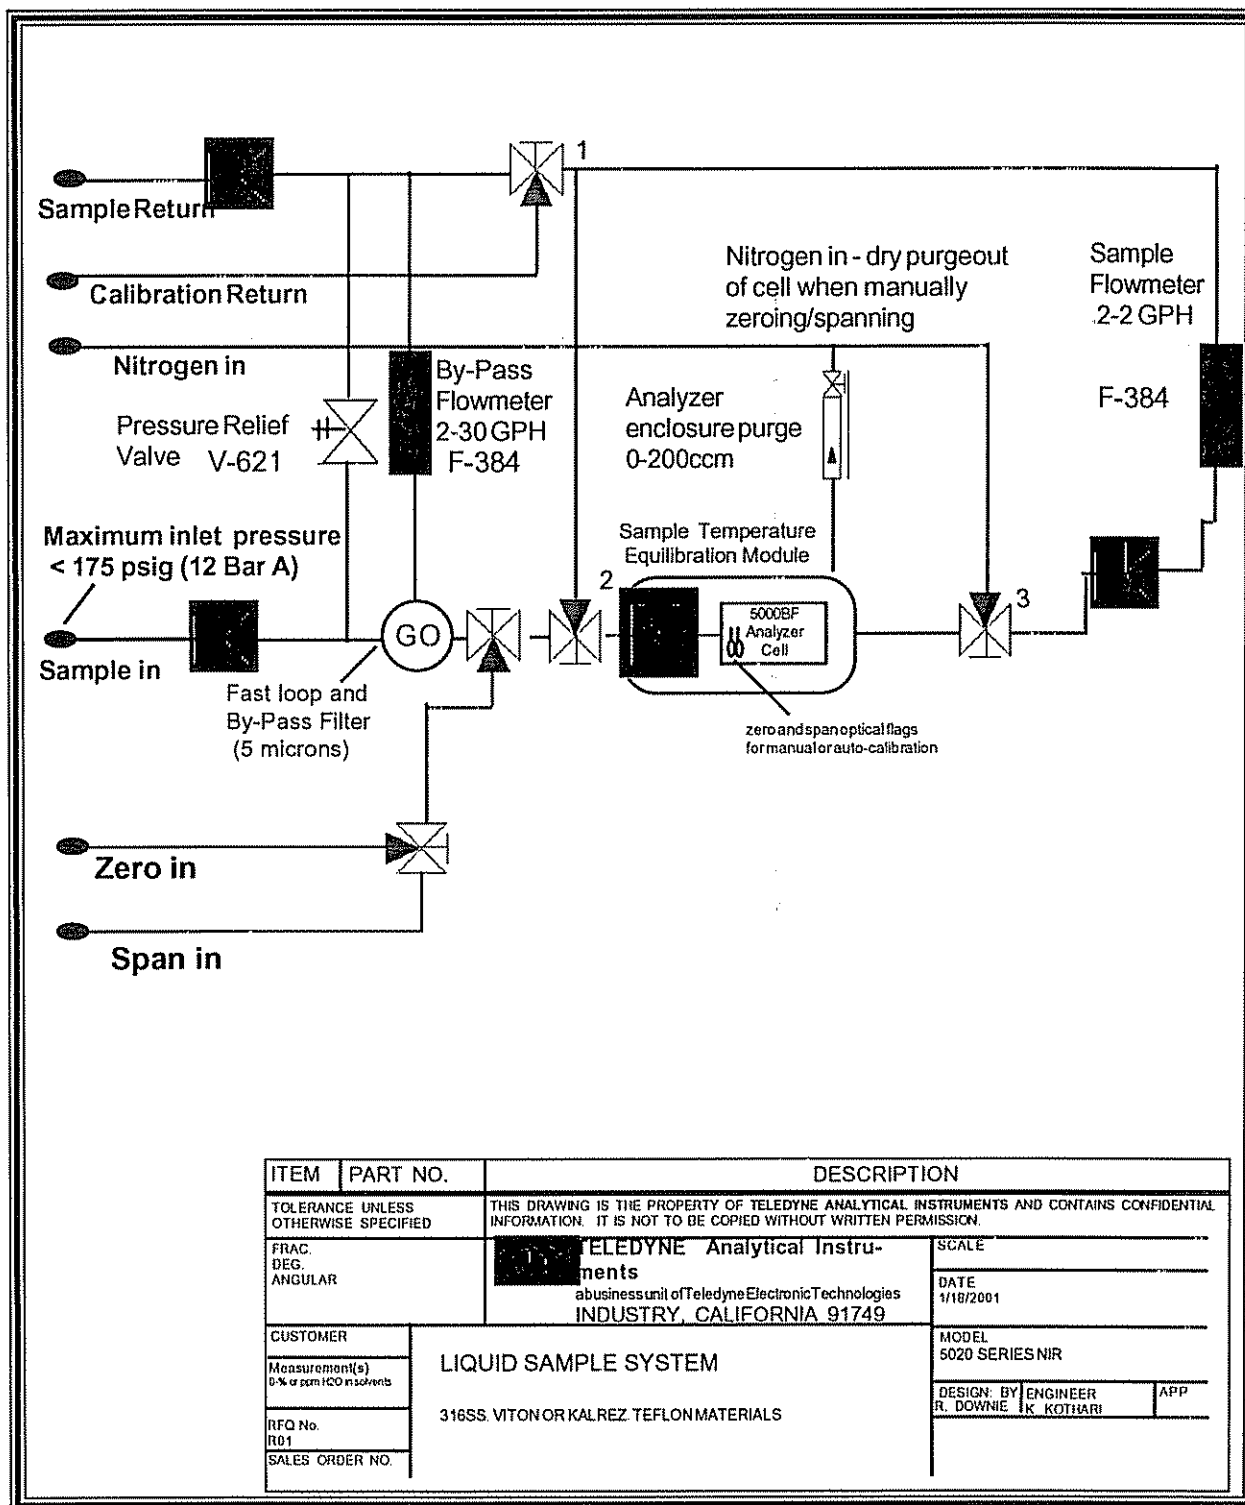 1
Sample Return
Calibration Return
Nitrogen in
Nitrogen in - dry purgeout
of cell when manually
zeroing/spanning
Sample
Flowmeter
.2-2 GPH
F-384
By-Pass
Flowmeter
2-30 GPH
F-384
Pressure Relief
Valve V-621
Analyzer
enclosure purge
0-200ccm
Maximum inlet pressure
< 175 psig (12 Bar A)
Sample Temperature
Equilibration Module
2
3
GO
5000BF
Analyzer
Cell
Sample in
Fast loop and
By-Pass Filter
(5 microns)
zero and span optical flags
for manual or auto-calibration
Zero in
Span in
ITEM PART NO. DESCRIPTION
TOLERANCE UNLESS
OTHERWISE SPECIFIED
THIS DRAWING IS THE PROPERTY OF TELEDYNE ANALYTICAL INSTRUMENTS AND CONTAINS CONFIDENTIAL
INFORMATION. IT IS NOT TO BE COPIED WITHOUT WRITTEN PERMISSION.
FRAC.
DEG.
ANGULAR
TELEDYNE Analytical Instru-
ments
a business unit of Teledyne Electronic Technologies
INDUSTRY, CALIFORNIA 91749
SCALE
DATE
1/18/2001
CUSTOMER
Measurement(s)
0-% or ppm H2O in solvents
RFQ No.
R01
SALES ORDER NO.
LIQUID SAMPLE SYSTEM
316SS. VITON OR KALREZ. TEFLON MATERIALS
MODEL
5020 SERIES NIR
DESIGN: BY
R. DOWNIE
ENGINEER
K. KOTHARI
APP